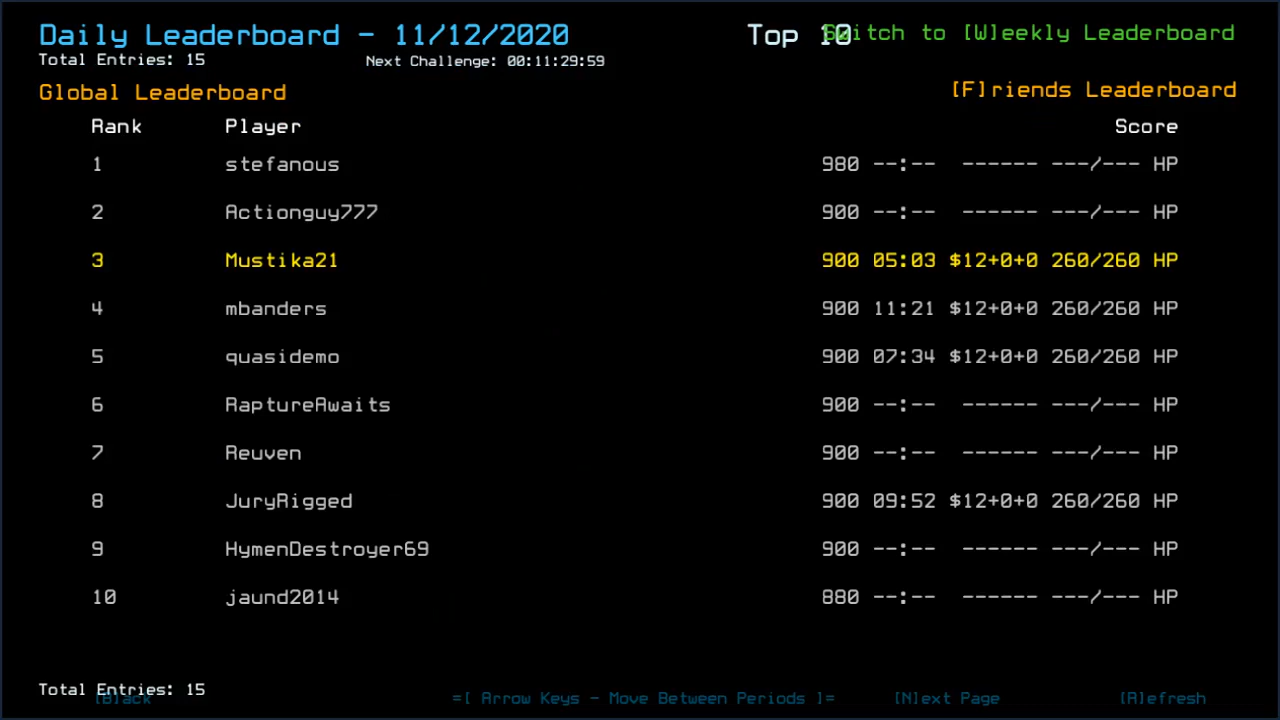 Daily Leaderboard - 11/12/2020 Top 10 Switch to [W]eekly Leaderboard
Total Entries: 15 Next Challenge: 00:11:29:59
Global Leaderboard [F]riends Leaderboard
Rank Player Score
1 stefanous 980 --:-- ------ ---/--- HP
2 Actionguy777 900 --:-- ------ ---/--- HP
3 Mustika21 900 05:03 $12+0+0 260/260 HP
4 mbanders 900 11:21 $12+0+0 260/260 HP
5 quasidemo 900 07:34 $12+0+0 260/260 HP
6 RaptureAwaits 900 --:-- ------ ---/--- HP
7 Reuven 900 --:-- ------ ---/--- HP
8 JuryRigged 900 09:52 $12+0+0 260/260 HP
9 HymenDestroyer69 900 --:-- ------ ---/--- HP
10 jaund2014 880 --:-- ------ ---/--- HP
Total Entries: 15
[B]ack =[ Arrow Keys - Move Between Periods ]= [N]ext Page [R]efresh